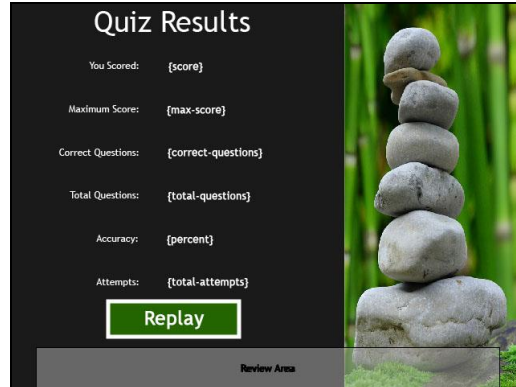 Quiz Results
You Scored: {score}
Maximum Score: {max-score}
Correct Questions: {correct-questions}
Total Questions: {total-questions}
Accuracy: {percent}
Attempts: {total-attempts}
Replay
Review Area